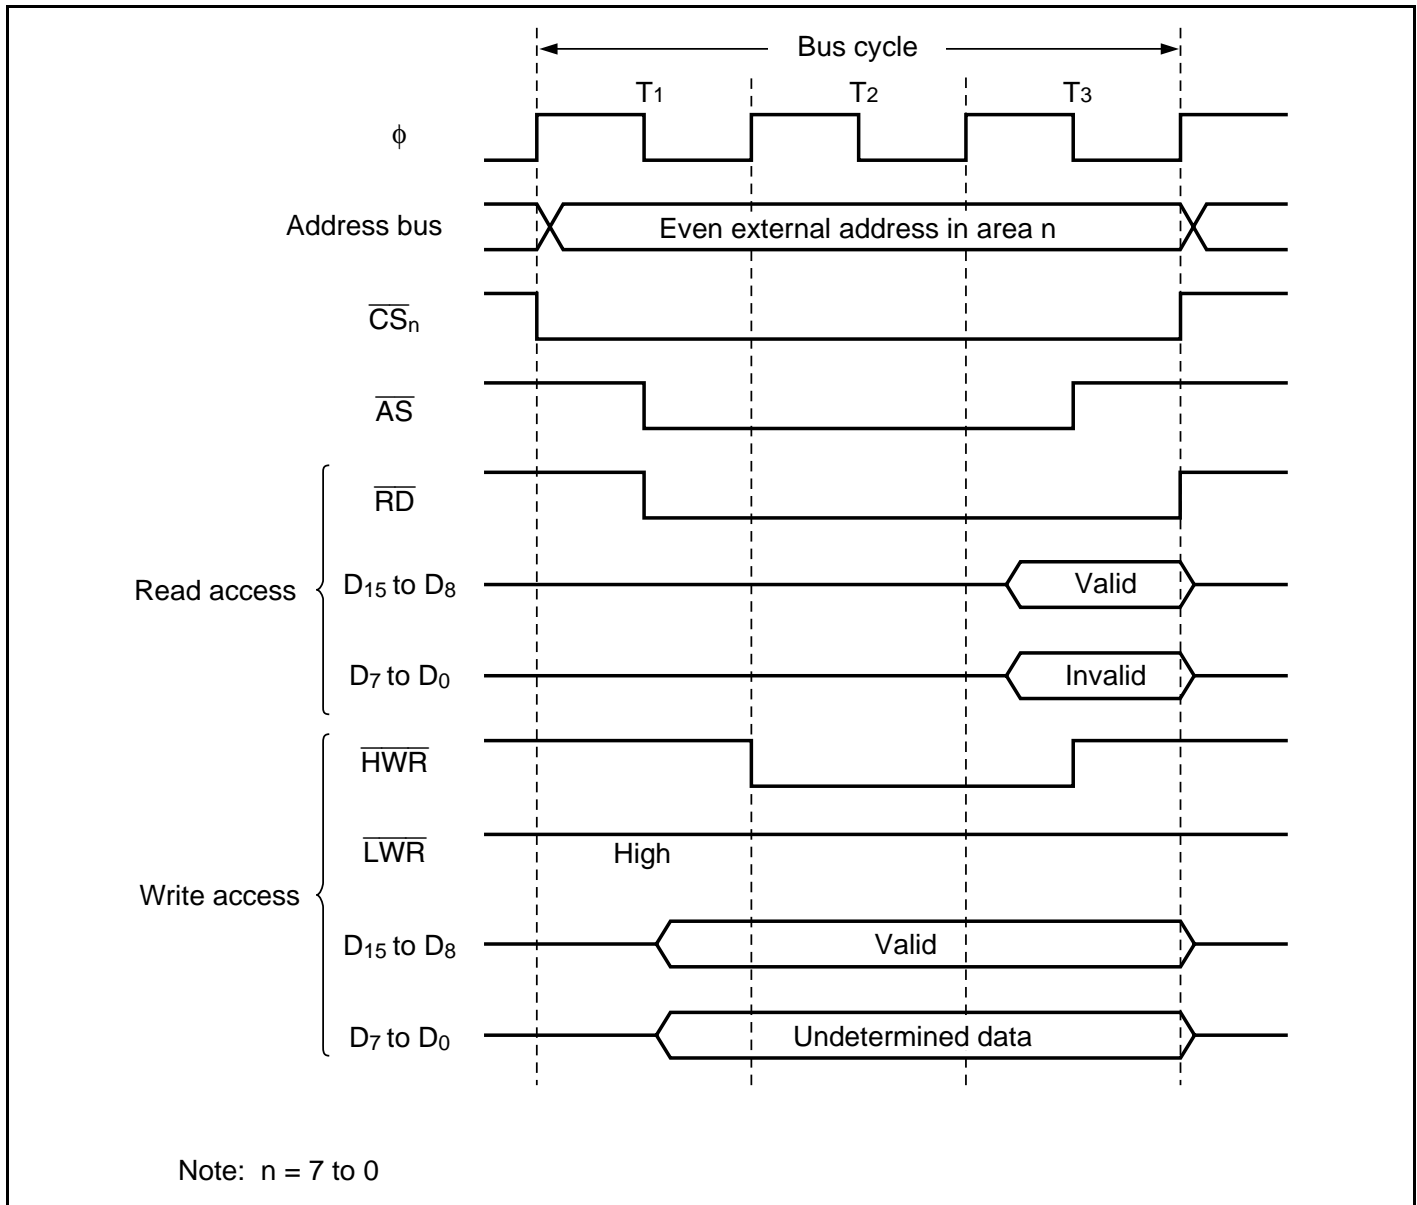 Bus cycle
T1 T2 T3
ϕ
Address bus
Even external address in area n
CSn
AS
RD
Read access
D15 to D8
Valid
D7 to D0
Invalid
HWR
LWR
High
Write access
D15 to D8
Valid
D7 to D0
Undetermined data
Note: n = 7 to 0